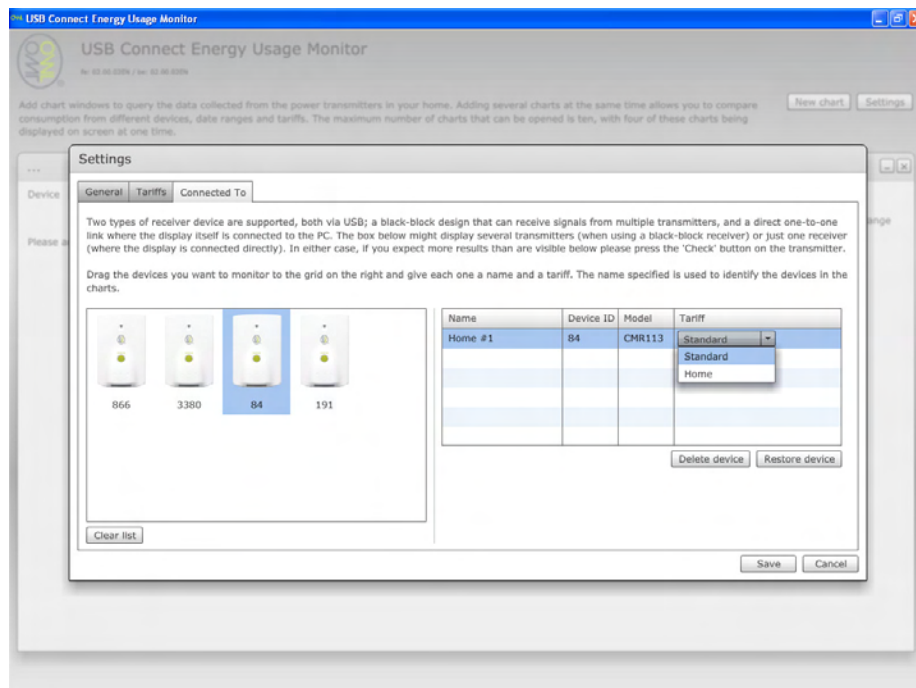 USB Connect Energy Usage Monitor
USB Connect Energy Usage Monitor
Add chart windows to query the data collected from the power transmitters in your home. Adding several charts at the same time allows you to compare
consumption from different devices, date ranges and tariffs. The maximum number of charts that can be opened is ten, with four of these charts being
displayed on screen at one time.
New chart
Settings
...
Device
Please
Settings
General
Tariffs
Connected To
Two types of receiver device are supported, both via USB; a black-block design that can receive signals from multiple transmitters, and a direct one-to-one
link where the display itself is connected to the PC. The box below might display several transmitters (when using a black-block receiver) or just one receiver
(where the display is connected directly). In either case, if you expect more results than are visible below please press the 'Check' button on the transmitter.
Drag the devices you want to monitor to the grid on the right and give each one a name and a tariff. The name specified is used to identify the devices in the
charts.
866
3380
84
191
Clear list
Name Device ID Model Tariff
Home #1 84 CMR113 Standard
Standard
Home
Delete device
Restore device
Save
Cancel